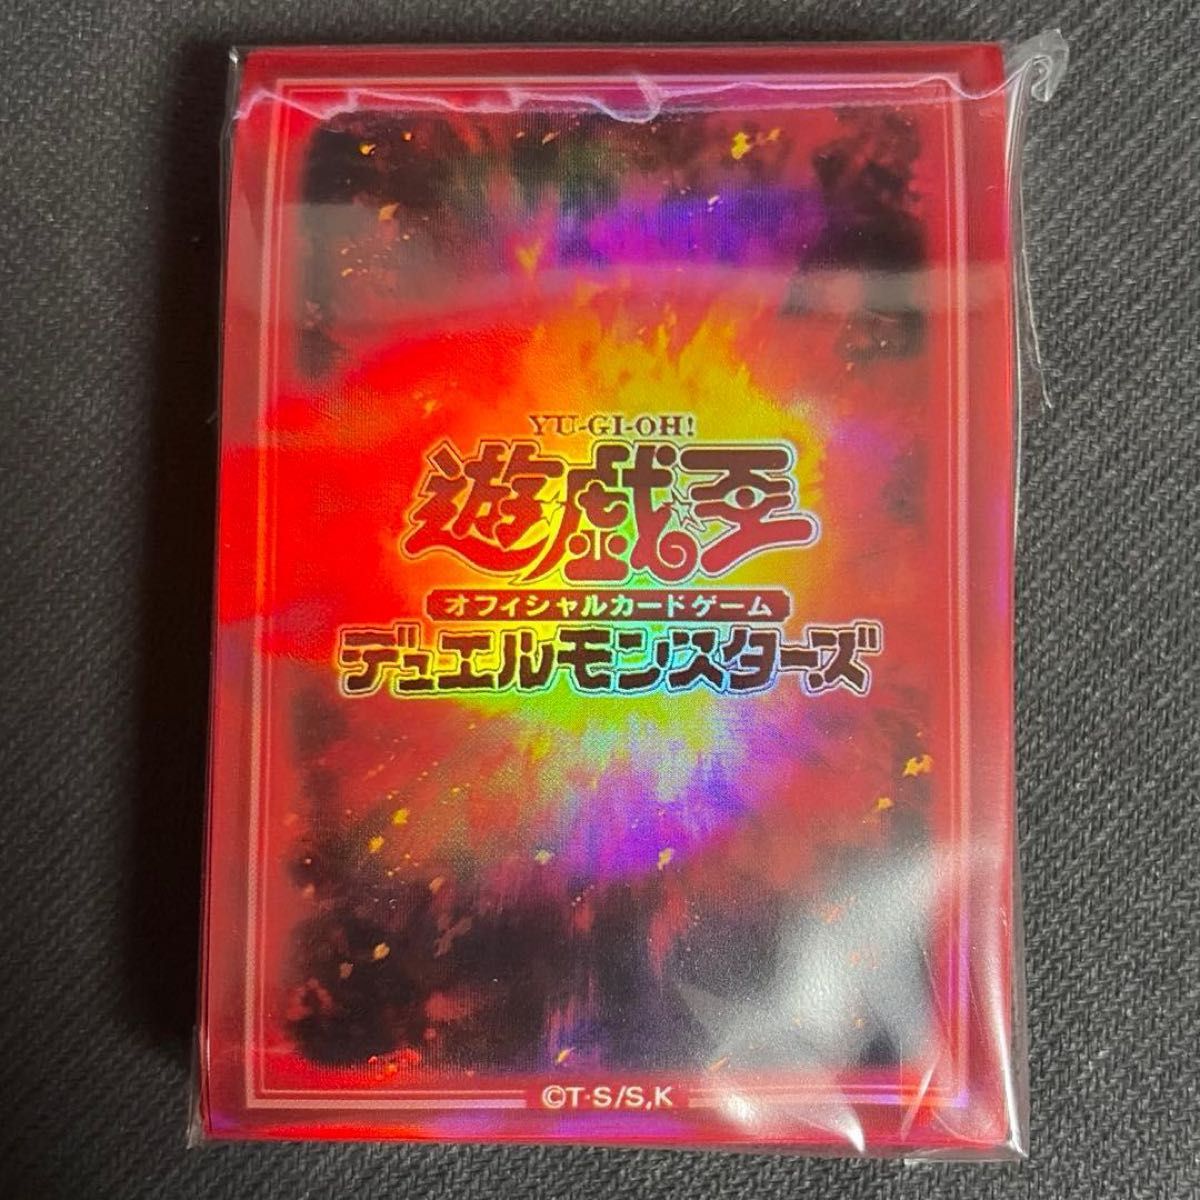 YU-GI-OH!
遊☆戯☆王
オフィシャルカードゲーム
デュエルモンスターズ
©T·S/S,K